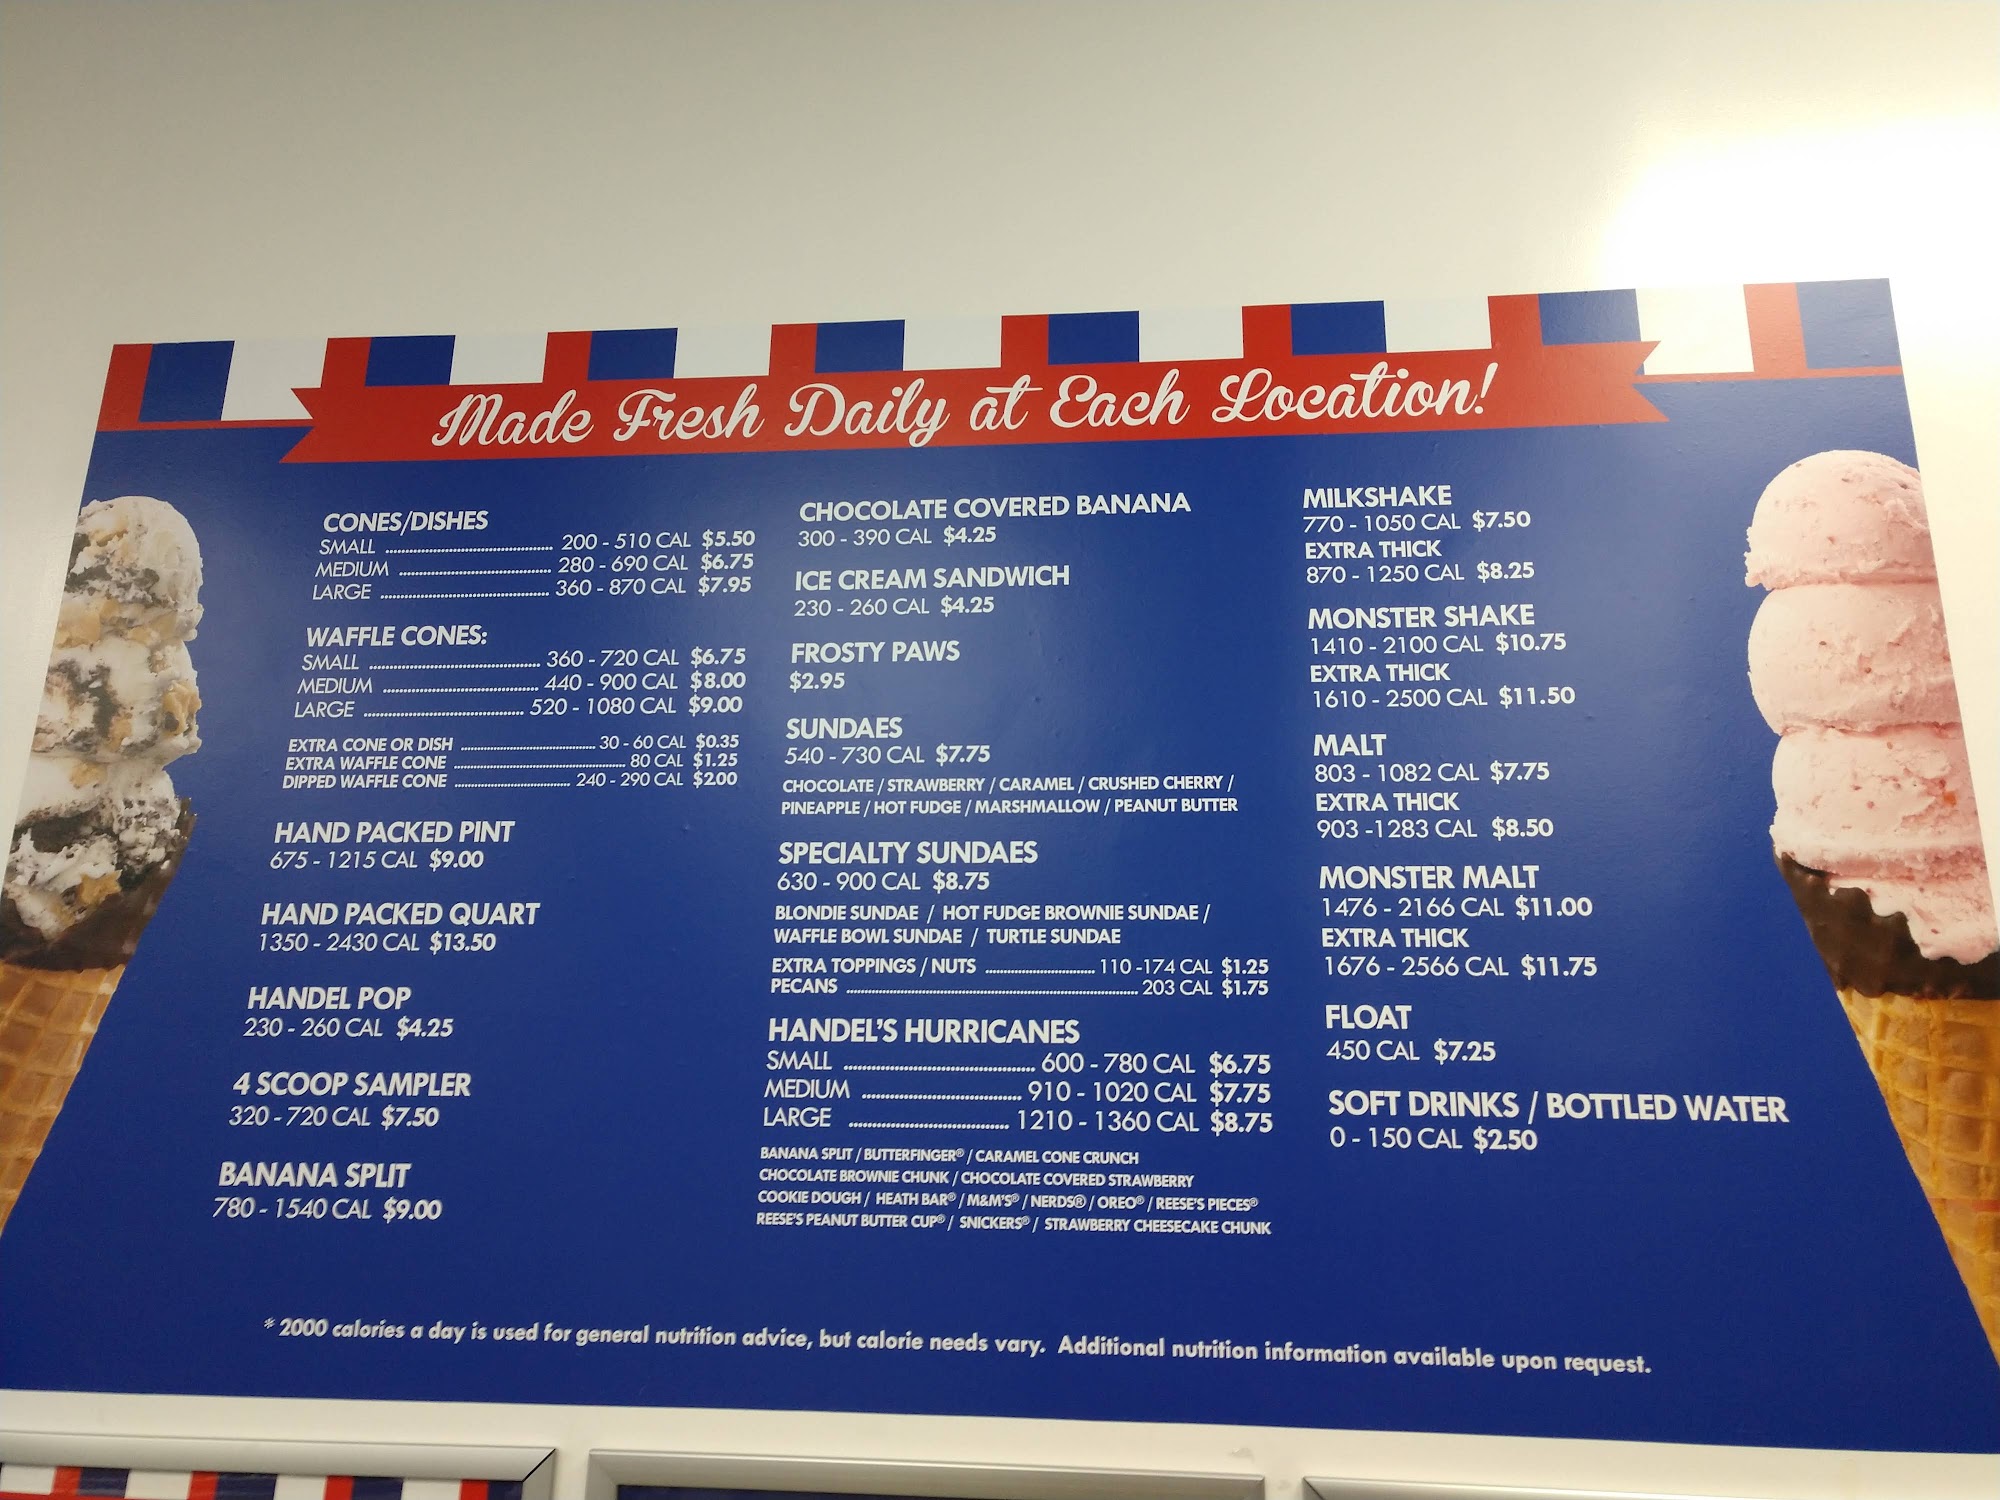 Made Fresh Daily at Each Location!
CONES/DISHES
SMALL 200 - 510 CAL $5.50
MEDIUM 280 - 690 CAL $6.75
LARGE 360 - 870 CAL $7.95
WAFFLE CONES:
SMALL 360 - 720 CAL $6.75
MEDIUM 440 - 900 CAL $8.00
LARGE 520 - 1080 CAL $9.00
EXTRA CONE OR DISH 30 - 60 CAL $0.35
EXTRA WAFFLE CONE 80 CAL $1.25
DIPPED WAFFLE CONE 240 - 290 CAL $2.00
HAND PACKED PINT
675 - 1215 CAL $9.00
HAND PACKED QUART
1350 - 2430 CAL $13.50
HANDEL POP
230 - 260 CAL $4.25
4 SCOOP SAMPLER
320 - 720 CAL $7.50
BANANA SPLIT
780 - 1540 CAL $9.00
CHOCOLATE COVERED BANANA
300 - 390 CAL $4.25
ICE CREAM SANDWICH
230 - 260 CAL $4.25
FROSTY PAWS
$2.95
SUNDAES
540 - 730 CAL $7.75
CHOCOLATE / STRAWBERRY / CARAMEL / CRUSHED CHERRY /
PINEAPPLE / HOT FUDGE / MARSHMALLOW / PEANUT BUTTER
SPECIALTY SUNDAES
630 - 900 CAL $8.75
BLONDIE SUNDAE / HOT FUDGE BROWNIE SUNDAE /
WAFFLE BOWL SUNDAE / TURTLE SUNDAE
EXTRA TOPPINGS / NUTS 110 -174 CAL $1.25
PECANS 203 CAL $1.75
HANDEL'S HURRICANES
SMALL 600 - 780 CAL $6.75
MEDIUM 910 - 1020 CAL $7.75
LARGE 1210 - 1360 CAL $8.75
BANANA SPLIT / BUTTERFINGER® / CARAMEL CONE CRUNCH
CHOCOLATE BROWNIE CHUNK / CHOCOLATE COVERED STRAWBERRY
COOKIE DOUGH / HEATH BAR® / M&M'S® / NERDS® / OREO® / REESE'S PIECES®
REESE'S PEANUT BUTTER CUP® / SNICKERS® / STRAWBERRY CHEESECAKE CHUNK
MILKSHAKE
770 - 1050 CAL $7.50
EXTRA THICK
870 - 1250 CAL $8.25
MONSTER SHAKE
1410 - 2100 CAL $10.75
EXTRA THICK
1610 - 2500 CAL $11.50
MALT
803 - 1082 CAL $7.75
EXTRA THICK
903 -1283 CAL $8.50
MONSTER MALT
1476 - 2166 CAL $11.00
EXTRA THICK
1676 - 2566 CAL $11.75
FLOAT
450 CAL $7.25
SOFT DRINKS / BOTTLED WATER
0 - 150 CAL $2.50
* 2000 calories a day is used for general nutrition advice, but calorie needs vary. Additional nutrition information available upon request.